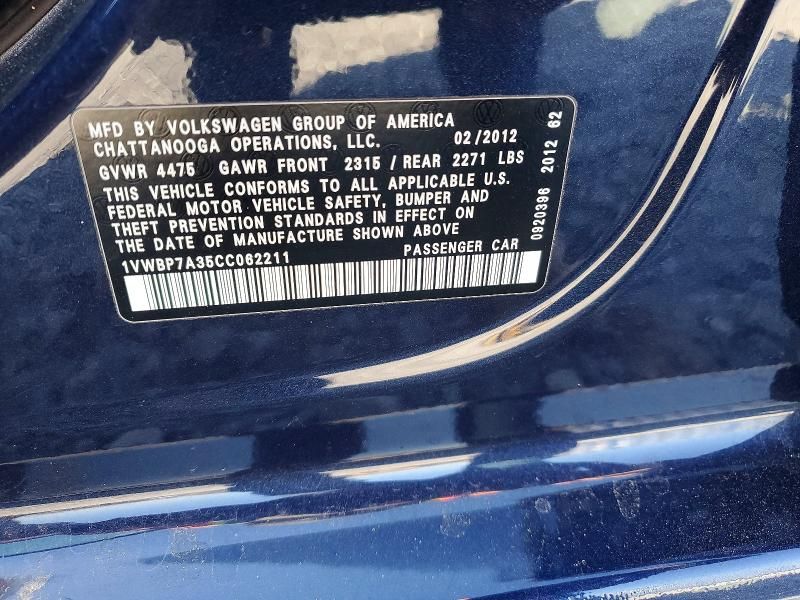 MFD BY VOLKSWAGEN GROUP OF AMERICA
CHATTANOOGA OPERATIONS, LLC. 02/2012
GVWR 4475 GAWR FRONT 2315 / REAR 2271 LBS
THIS VEHICLE CONFORMS TO ALL APPLICABLE U.S.
FEDERAL MOTOR VEHICLE SAFETY, BUMPER AND
THEFT PREVENTION STANDARDS IN EFFECT ON
THE DATE OF MANUFACTURE SHOWN ABOVE
1VWBP7A35CC062211 PASSENGER CAR
0920396 2012 62